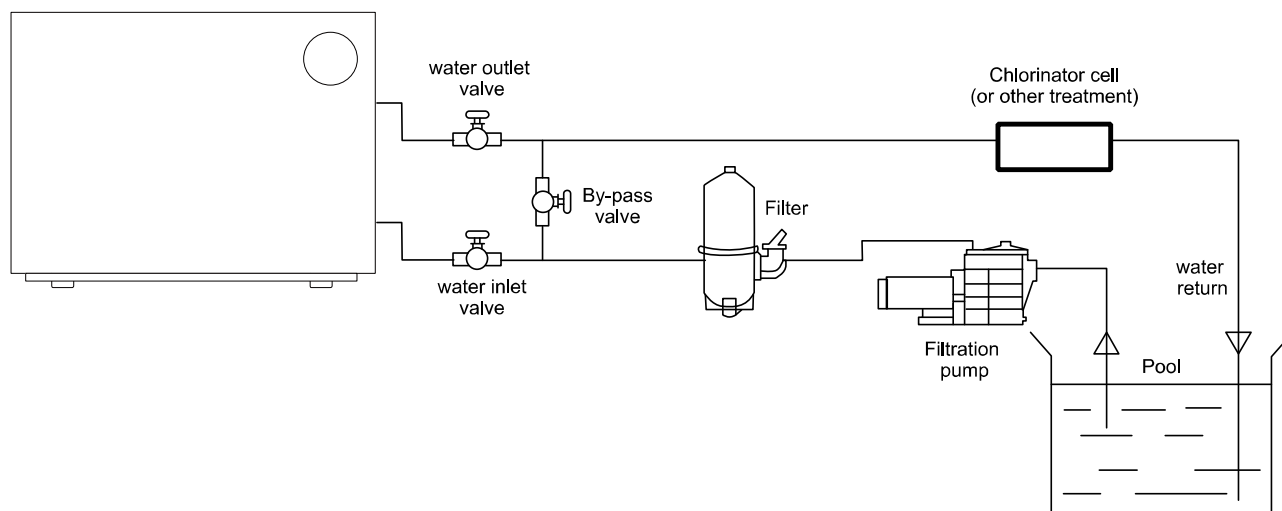 water outlet
valve
Chlorinator cell
(or other treatment)
By-pass
valve
Filter
water inlet
valve
water
return
Filtration
pump
Pool